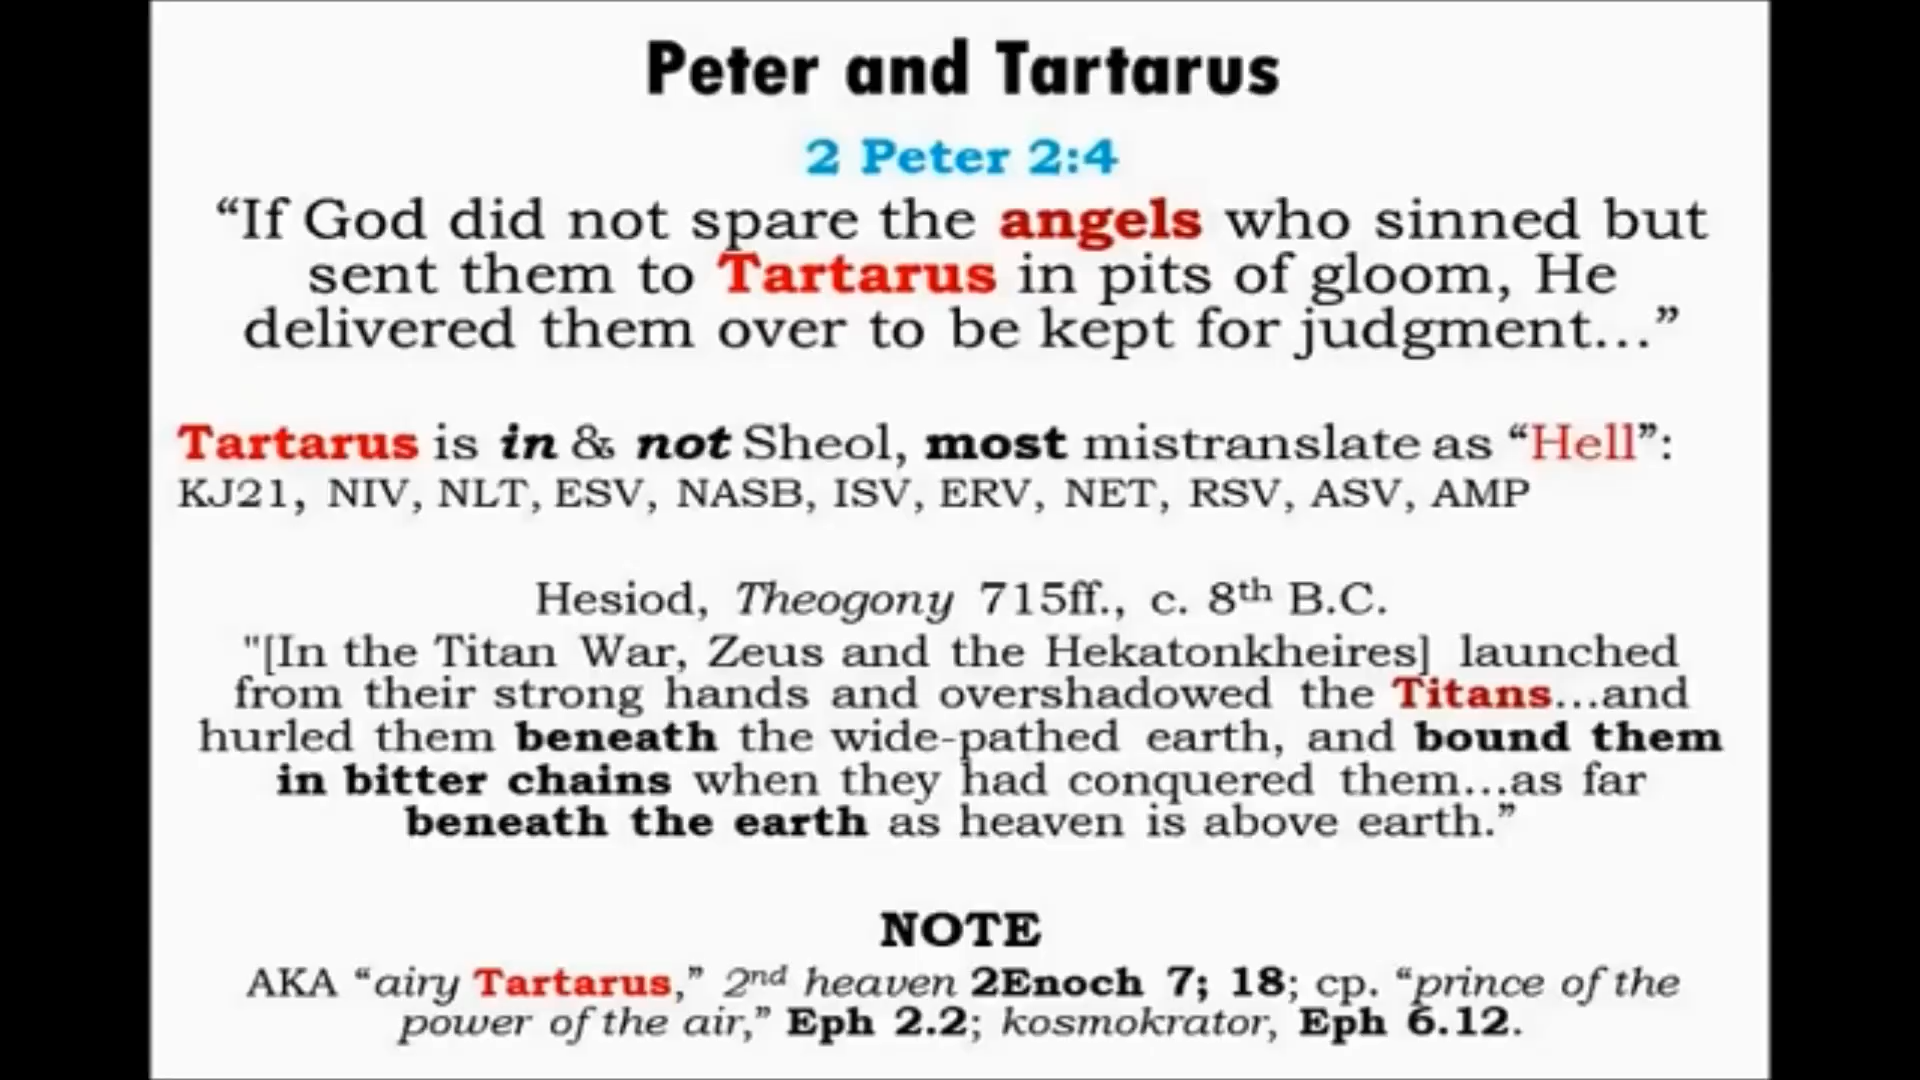 Peter and Tartarus
2 Peter 2:4
“If God did not spare the angels who sinned but
sent them to Tartarus in pits of gloom, He
delivered them over to be kept for judgment…”
Tartarus is in & not Sheol, most mistranslate as “Hell”:
KJ21, NIV, NLT, ESV, NASB, ISV, ERV, NET, RSV, ASV, AMP
Hesiod, Theogony 715ff., c. 8th B.C.
"[In the Titan War, Zeus and the Hekatonkheires] launched
from their strong hands and overshadowed the Titans…and
hurled them beneath the wide-pathed earth, and bound them
in bitter chains when they had conquered them…as far
beneath the earth as heaven is above earth.”
NOTE
AKA “airy Tartarus,” 2nd heaven 2Enoch 7; 18; cp. “prince of the
power of the air,” Eph 2.2; kosmokrator, Eph 6.12.